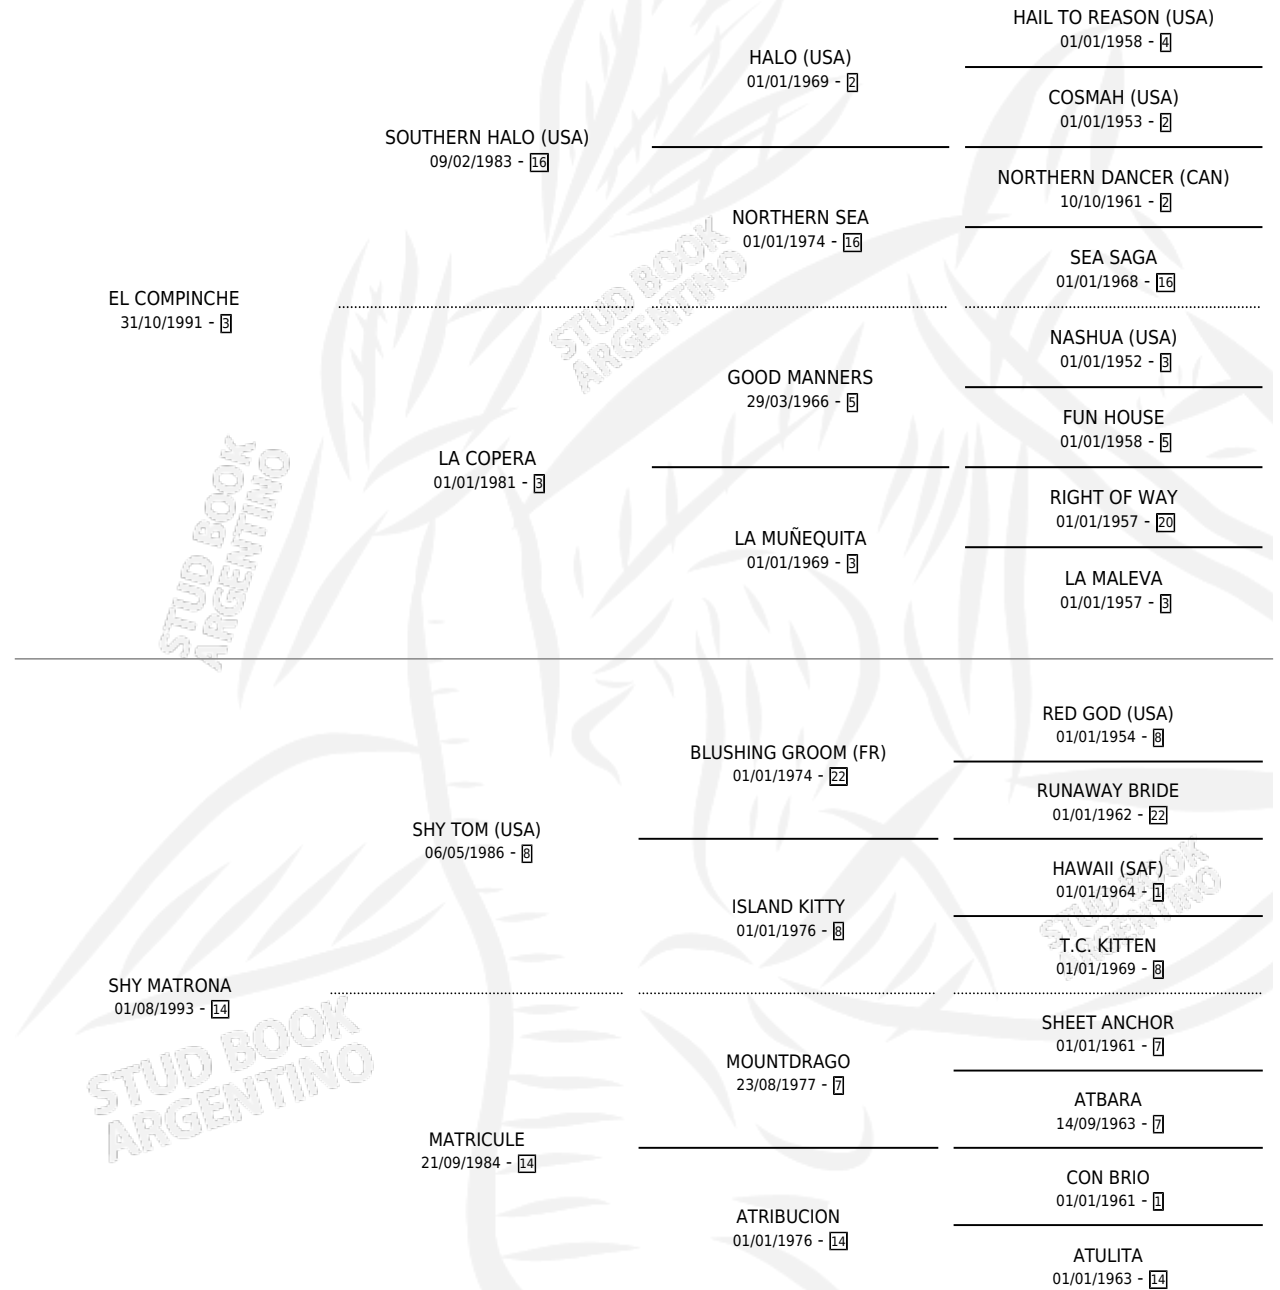 HAIL TO REASON (USA)
01/01/1958 - 4
HALO (USA)
01/01/1969 - 2
COSMAH (USA)
01/01/1953 - 2
SOUTHERN HALO (USA)
09/02/1983 - 16
NORTHERN DANCER (CAN)
10/10/1961 - 2
NORTHERN SEA
01/01/1974 - 16
SEA SAGA
01/01/1968 - 16
EL COMPINCHE
31/10/1991 - 3
NASHUA (USA)
01/01/1952 - 3
GOOD MANNERS
29/03/1966 - 5
FUN HOUSE
01/01/1958 - 5
LA COPERA
01/01/1981 - 3
RIGHT OF WAY
01/01/1957 - 20
LA MUÑEQUITA
01/01/1969 - 3
LA MALEVA
01/01/1957 - 3
STUD BOOK
ARGENTINO
STUD BOOK
ARGENTINO
RED GOD (USA)
01/01/1954 - 8
BLUSHING GROOM (FR)
01/01/1974 - 22
RUNAWAY BRIDE
01/01/1962 - 22
SHY TOM (USA)
06/05/1986 - 8
HAWAII (SAF)
01/01/1964 - 1
ISLAND KITTY
01/01/1976 - 8
T.C. KITTEN
01/01/1969 - 8
SHY MATRONA
01/08/1993 - 14
SHEET ANCHOR
01/01/1961 - 7
MOUNTDRAGO
23/08/1977 - 7
ATBARA
14/09/1963 - 7
MATRICULE
21/09/1984 - 14
CON BRIO
01/01/1961 - 1
ATRIBUCION
01/01/1976 - 14
ATULITA
01/01/1963 - 14
STUD BOOK
ARGENTINO
STUD BOOK
ARGENTINO